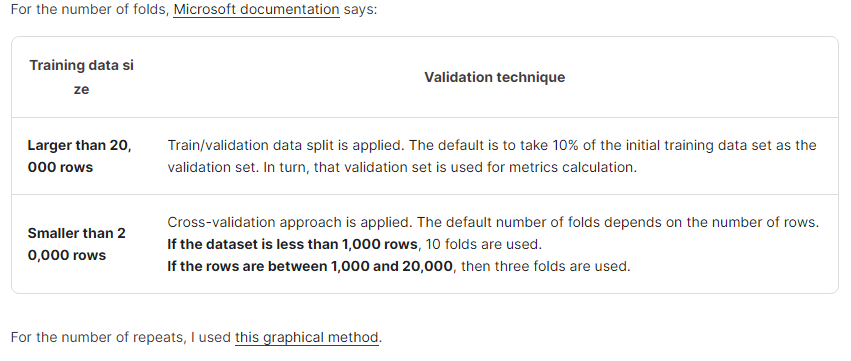 For the number of folds, Microsoft documentation says:
Training data si
ze
Validation technique
Larger than 20,
000 rows
Train/validation data split is applied. The default is to take 10% of the initial training data set as the
validation set. In turn, that validation set is used for metrics calculation.
Smaller than 2
0,000 rows
Cross-validation approach is applied. The default number of folds depends on the number of rows.
If the dataset is less than 1,000 rows, 10 folds are used.
If the rows are between 1,000 and 20,000, then three folds are used.
For the number of repeats, I used this graphical method.